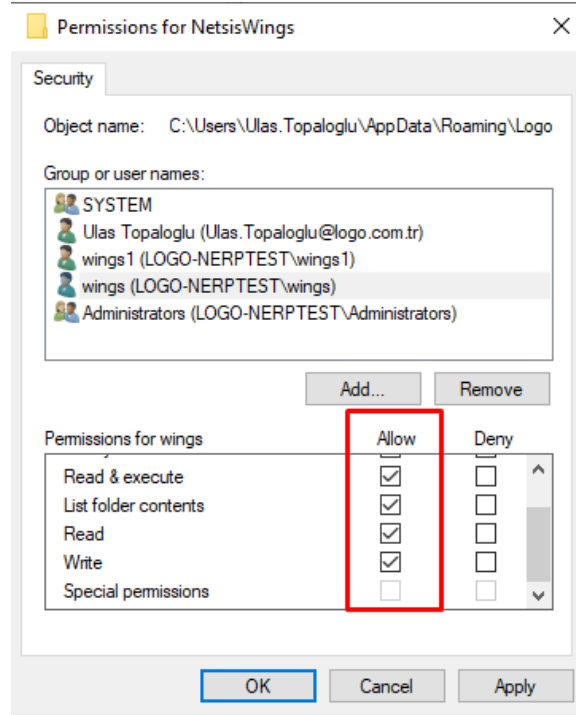 Permissions for NetsisWings
Security
Object name: C:\Users\Ulas.Topaloglu\AppData\Roaming\Logo
Group or user names:
SYSTEM
Ulas Topaloglu (Ulas.Topaloglu@logo.com.tr)
wings1 (LOGO-NERPTEST\wings1)
wings (LOGO-NERPTEST\wings)
Administrators (LOGO-NERPTEST\Administrators)
Add... Remove
Permissions for wings Allow Deny
Read & execute
List folder contents
Read
Write
Special permissions
OK Cancel Apply